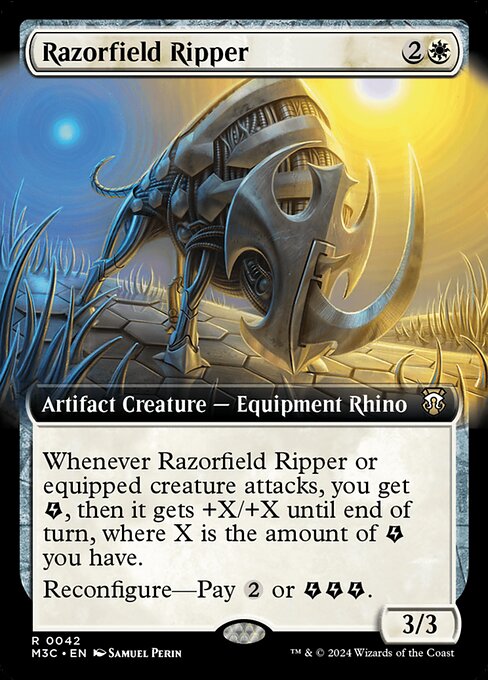 Razorfield Ripper 2
Artifact Creature — Equipment Rhino
Whenever Razorfield Ripper or
equipped creature attacks, you get
, then it gets +X/+X until end of
turn, where X is the amount of
you have.
Reconfigure—Pay 2 or .
3/3
R 0042
M3C • EN Samuel Perin
™ & © 2024 Wizards of the Coast